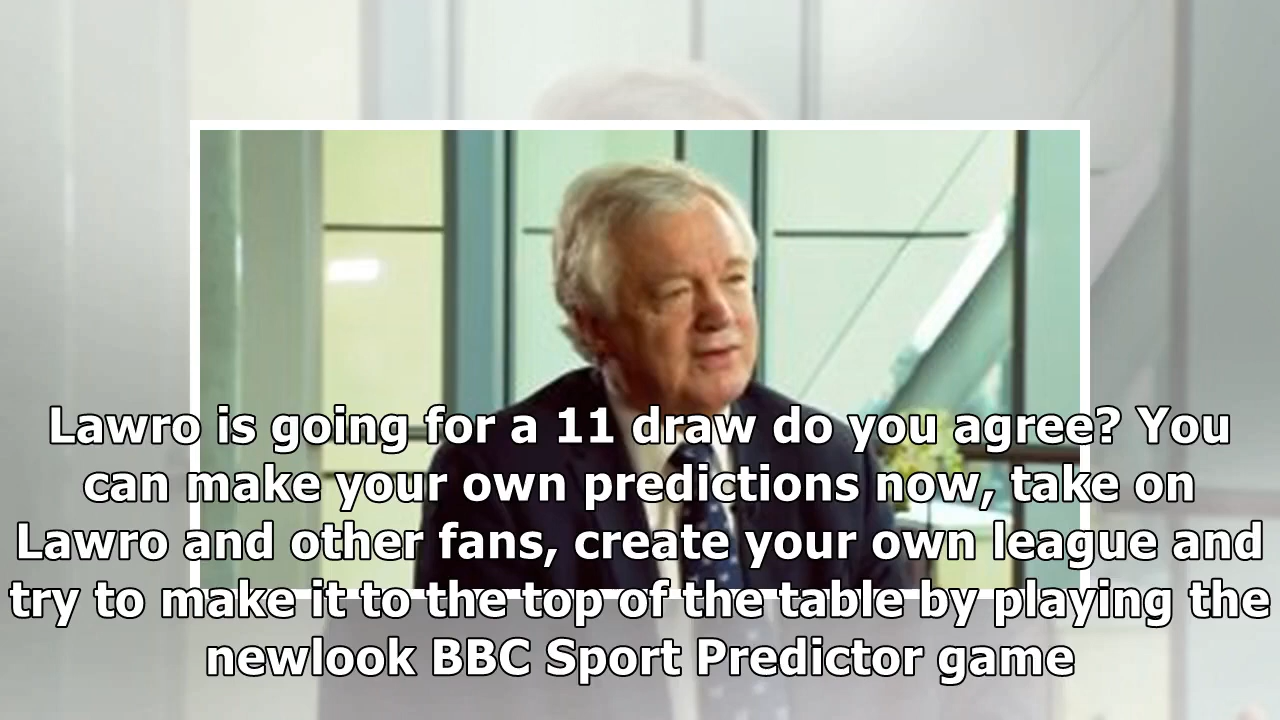 Lawro is going for a 11 draw do you agree? You
can make your own predictions now, take on
Lawro and other fans, create your own league and
try to make it to the top of the table by playing the
newlook BBC Sport Predictor game